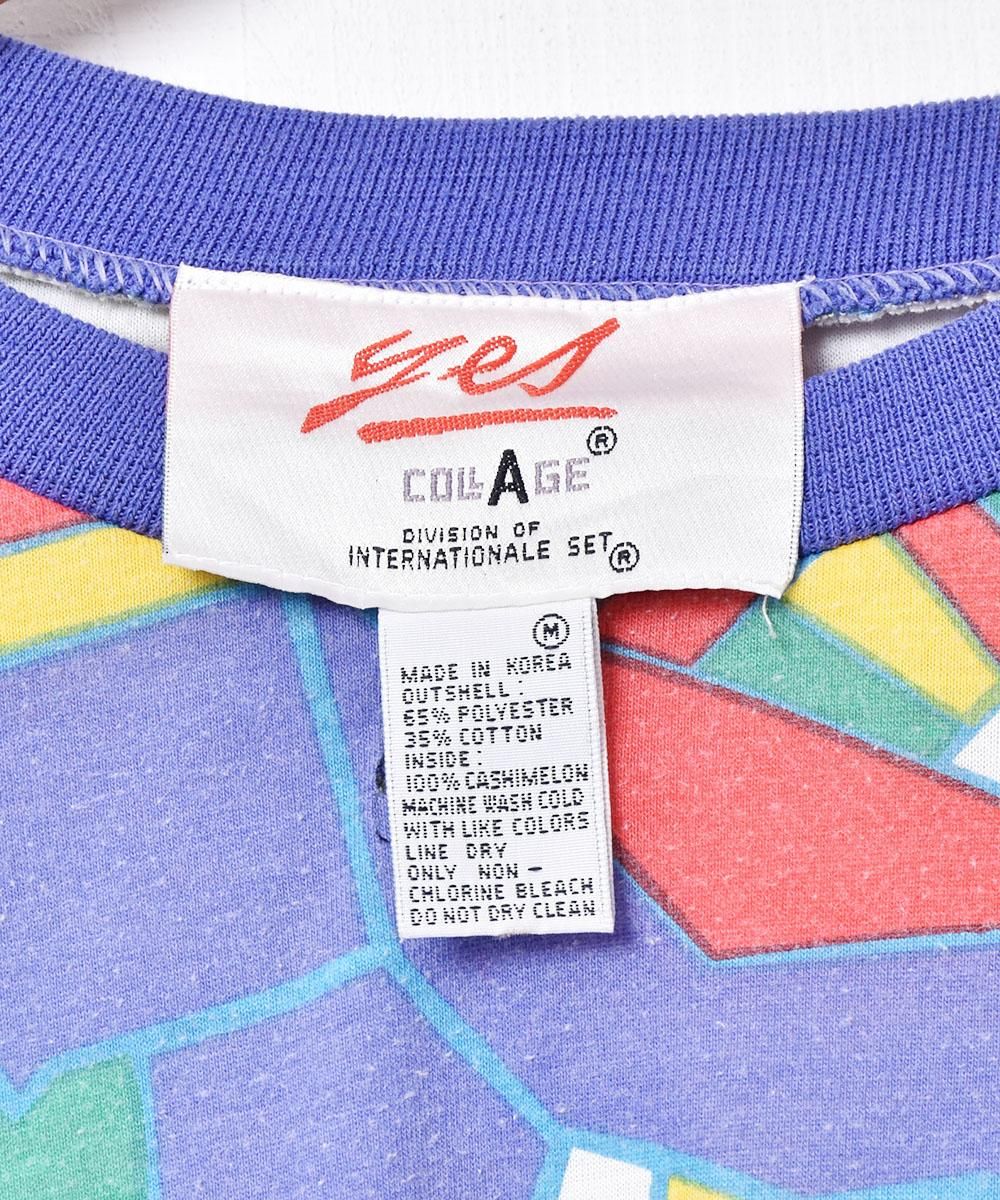 yes
COLLAGE®
DIVISION OF
INTERNATIONALE SET®
M
MADE IN KOREA
OUTSHELL:
65% POLYESTER
35% COTTON
INSIDE:
100% CASHIMELON
MACHINE WASH COLD
WITH LIKE COLORS
LINE DRY
ONLY NON-
CHLORINE BLEACH
DO NOT DRY CLEAN